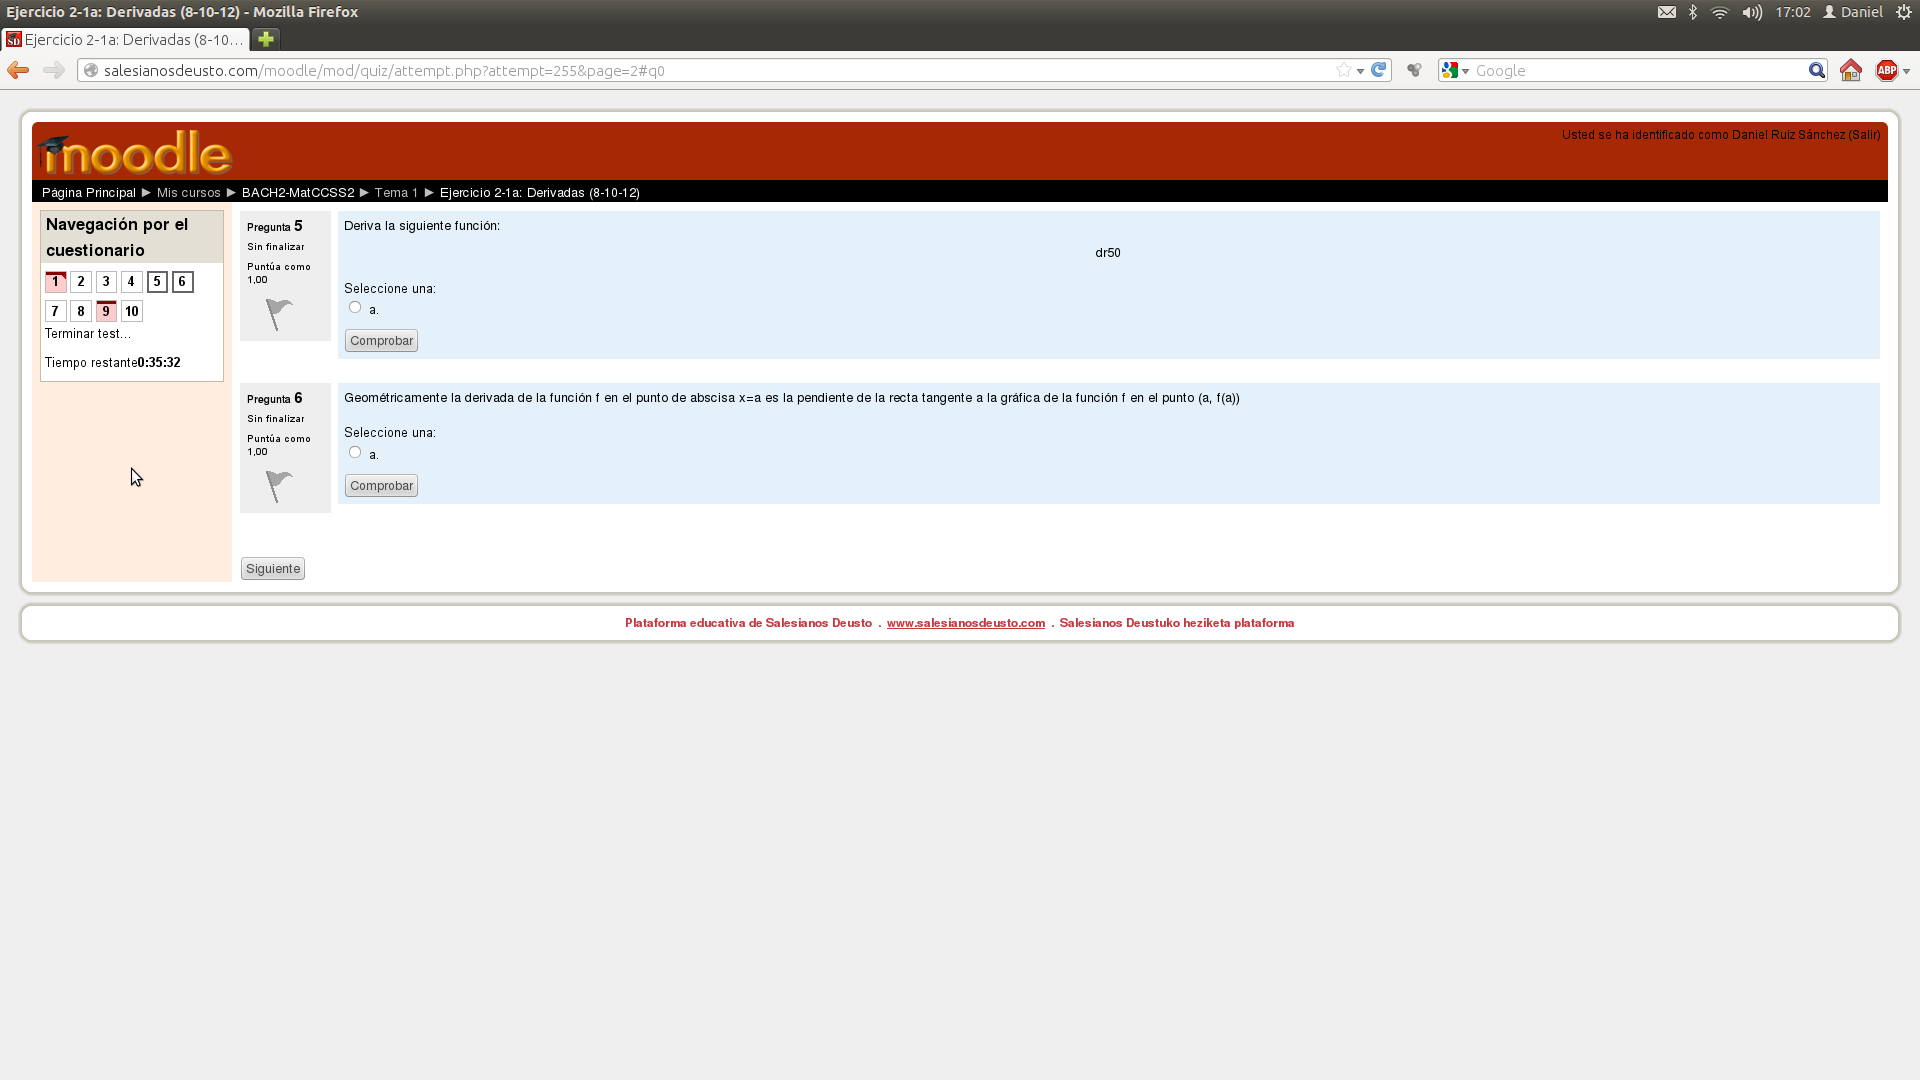 Ejercicio 2-1a: Derivadas (8-10-12) - Mozilla Firefox
17:02 Daniel
Ejercicio 2-1a: Derivadas (8-10...
salesianosdeusto.com/moodle/mod/quiz/attempt.php?attempt=255&page=2#q0
Google
ABP
moodle
Usted se ha identificado como Daniel Ruiz Sánchez (Salir)
Página Principal ► Mis cursos ► BACH2-MatCCSS2 ► Tema 1 ► Ejercicio 2-1a: Derivadas (8-10-12)
Navegación por el
cuestionario
1 2 3 4 5 6
7 8 9 10
Terminar test...
Tiempo restante0:35:32
Pregunta 5
Sin finalizar
Puntúa como
1,00
Deriva la siguiente función:
dr50
Seleccione una:
a.
Comprobar
Pregunta 6
Sin finalizar
Puntúa como
1,00
Geométricamente la derivada de la función f en el punto de abscisa x=a es la pendiente de la recta tangente a la gráfica de la función f en el punto (a, f(a))
Seleccione una:
a.
Comprobar
Siguiente
Plataforma educativa de Salesianos Deusto . www.salesianosdeusto.com . Salesianos Deustuko heziketa plataforma